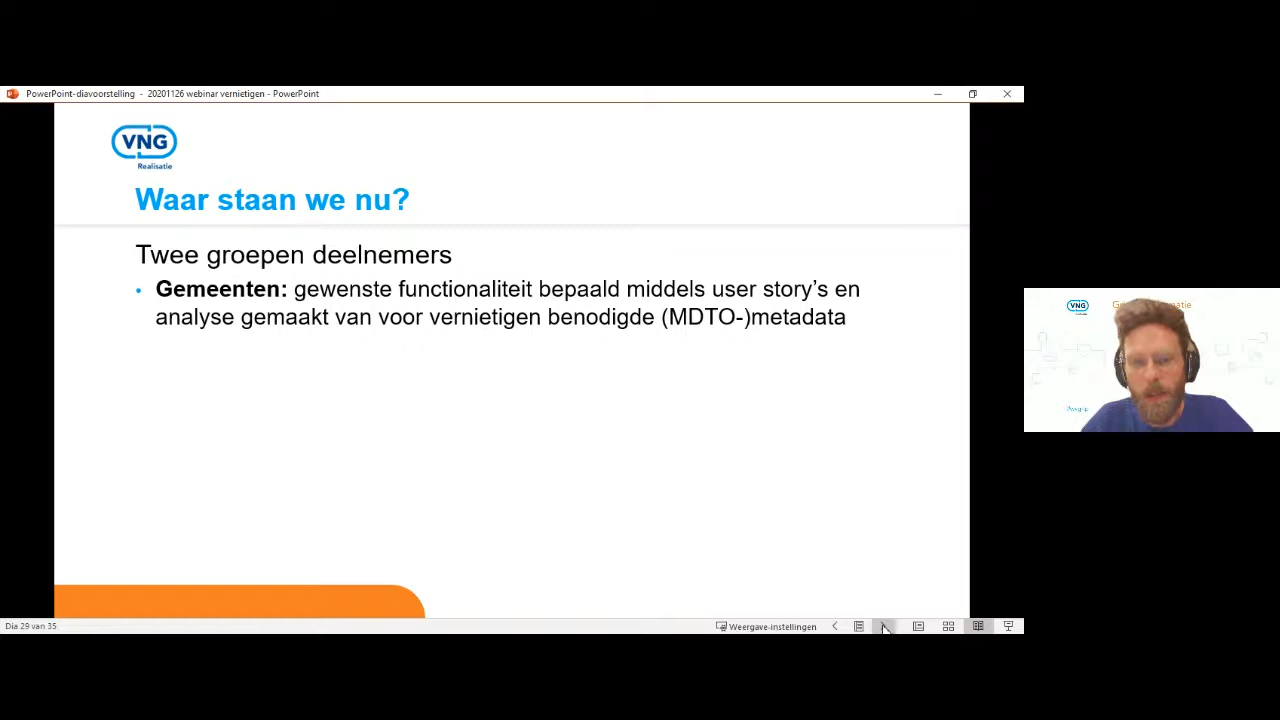 PowerPoint-diavoorstelling - 20201126 webinar vernietigen - PowerPoint
VNG
Realisatie
Waar staan we nu?
Twee groepen deelnemers
• Gemeenten: gewenste functionaliteit bepaald middels user story’s en
analyse gemaakt van voor vernietigen benodigde (MDTO-)metadata
VNG
Dia 29 van 35
Weergave-instellingen